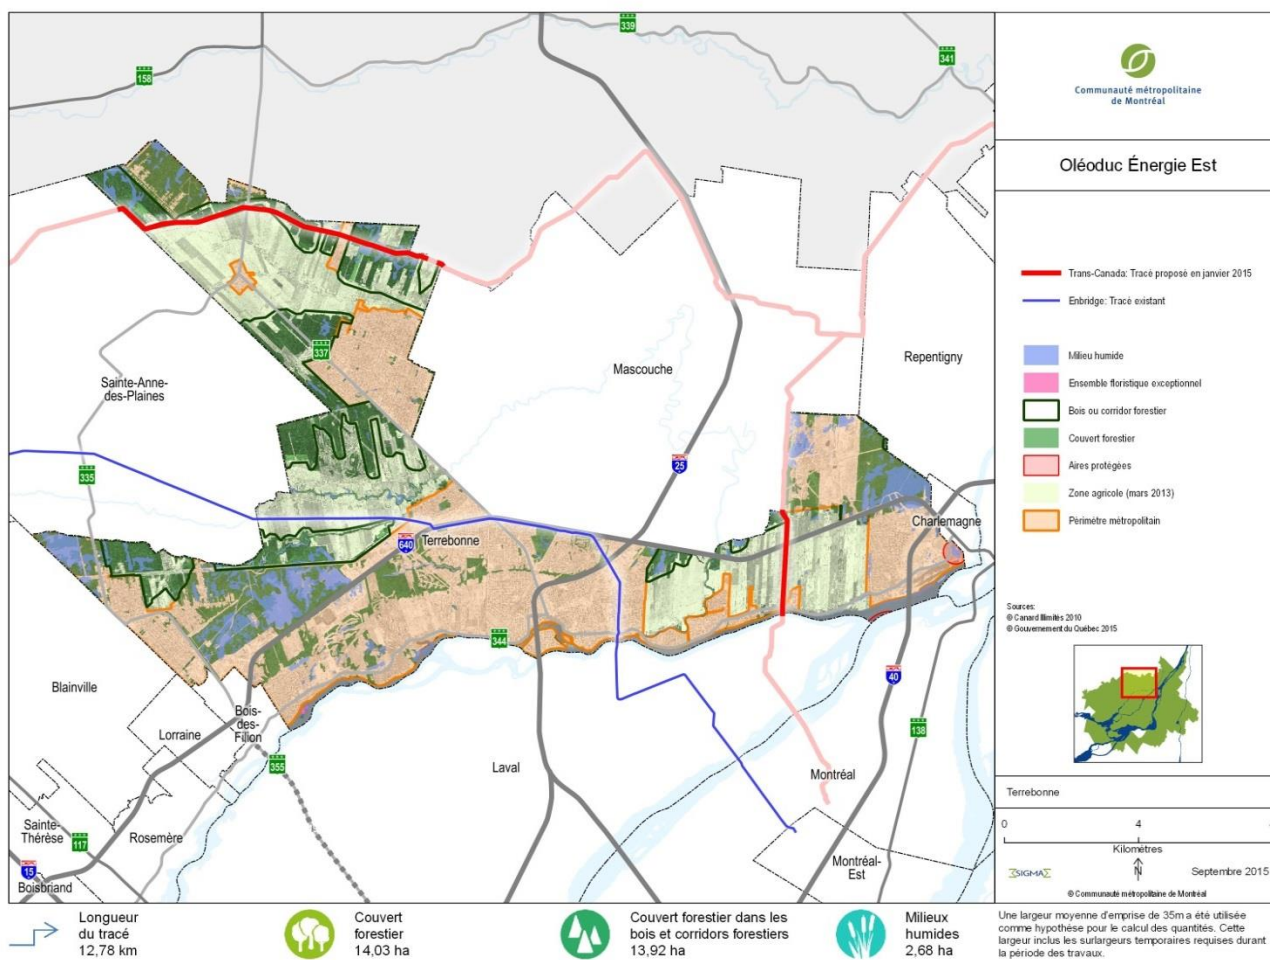 339
341
158
Communauté métropolitaine
de Montréal
Oléoduc Énergie Est
Trans-Canada: Tracé proposé en janvier 2015
Enbridge: Tracé existant
Milieu humide
Ensemble floristique exceptionnel
Bois ou corridor forestier
Couvert forestier
Aires protégées
Zone agricole (mars 2013)
Périmètre métropolitain
Sources:
© Canard Illimités 2010
© Gouvernement du Québec 2015
Terrebonne
0
4
Kilomètres
N
SIGMA
Septembre 2015
© Communauté métropolitaine de Montréal
337
Sainte-Anne-
des-Plaines
Mascouche
Repentigny
335
25
Charlemagne
640
Terrebonne
344
40
Blainville
Bois-
des-
Filion
Lorraine
138
355
Laval
Montréal
Sainte-
Thérèse
117
Rosemère
15
Boisbriand
Montréal-
Est
Longueur
du tracé
12,78 km
Couvert
forestier
14,03 ha
Couvert forestier dans les
bois et corridors forestiers
13,92 ha
Milieux
humides
2,68 ha
Une largeur moyenne d'emprise de 35m a été utilisée
comme hypothèse pour le calcul des quantités. Cette
largeur inclus les surlargeurs temporaires requises durant
la période des travaux.